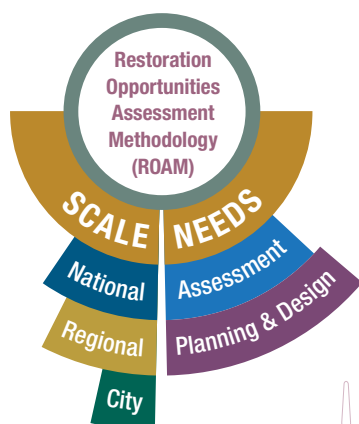 Restoration
Opportunities
Assessment
Methodology
(ROAM)
SCALE
NEEDS
National
Regional
City
Assessment
Planning & Design